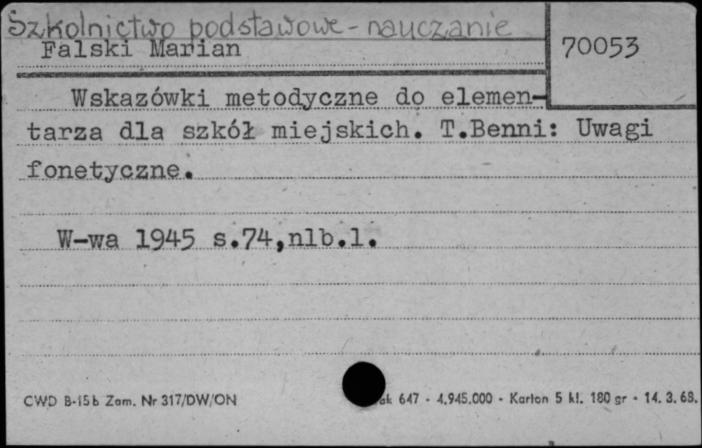 Szkolnictwo podstawowe - nauczanie
Falski Marian
70053
Wskazówki metodyczne do elemen-
tarza dla szkół miejskich. T.Benni: Uwagi
fonetyczne.
W-wa 1945 s.74,nlb.1.
CWD B-15b Zam. Nr 317/DW/ON
647 - 4.945.000 - Karton 5 kl. 180 gr - 14. 3. 68.